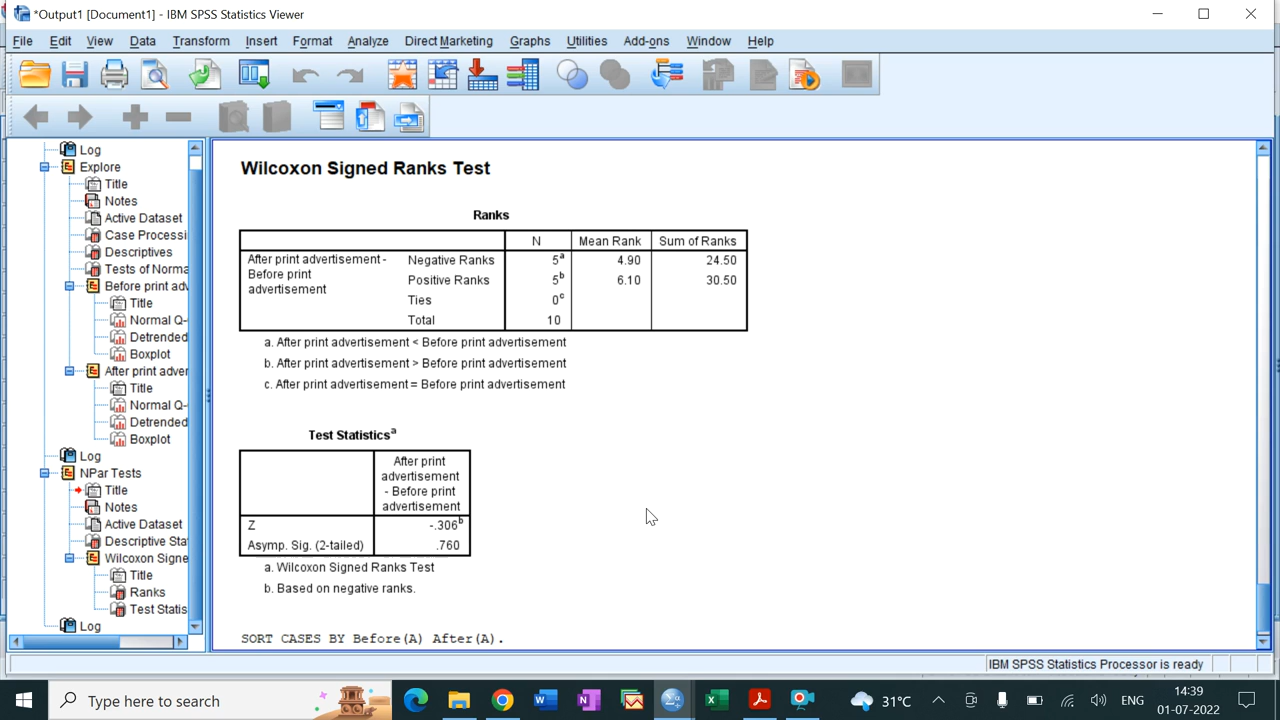 *Output1 [Document1] - IBM SPSS Statistics Viewer
File Edit View Data Transform Insert Format Analyze Direct Marketing Graphs Utilities Add-ons Window Help
Log
Explore
Title
Notes
Active Dataset
Case Processi
Descriptives
Tests of Norma
Before print adv
Title
Normal Q-
Detrended
Boxplot
After print adver
Title
Normal Q-
Detrended
Boxplot
Log
NPar Tests
Title
Notes
Active Dataset
Descriptive Sta
Wilcoxon Signe
Title
Ranks
Test Statis
Log
Wilcoxon Signed Ranks Test
Ranks
N Mean Rank Sum of Ranks
After print advertisement - Negative Ranks 5a 4.90 24.50
Before print Positive Ranks 5b 6.10 30.50
advertisement
Ties 0c
Total 10
a. After print advertisement < Before print advertisement
b. After print advertisement > Before print advertisement
c. After print advertisement = Before print advertisement
Test Statisticsa
After print
advertisement
- Before print
advertisement
Z -.306b
Asymp. Sig. (2-tailed) .760
a. Wilcoxon Signed Ranks Test
b. Based on negative ranks.
SORT CASES BY Before(A) After(A).
IBM SPSS Statistics Processor is ready
Type here to search
31°C
ENG
14:39
01-07-2022